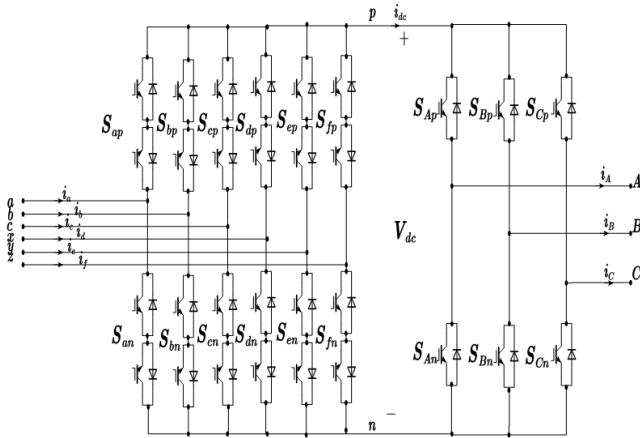 p i_dc
+
S_ap S_bp S_cp S_dp S_ep S_fp S_Ap S_Bp S_Cp
a i_a
b i_b
c i_c
x i_d
y i_e
z i_f
V_dc
i_A A
i_B B
i_C C
S_an S_bn S_cn S_dn S_en S_fn S_An S_Bn S_Cn
n −